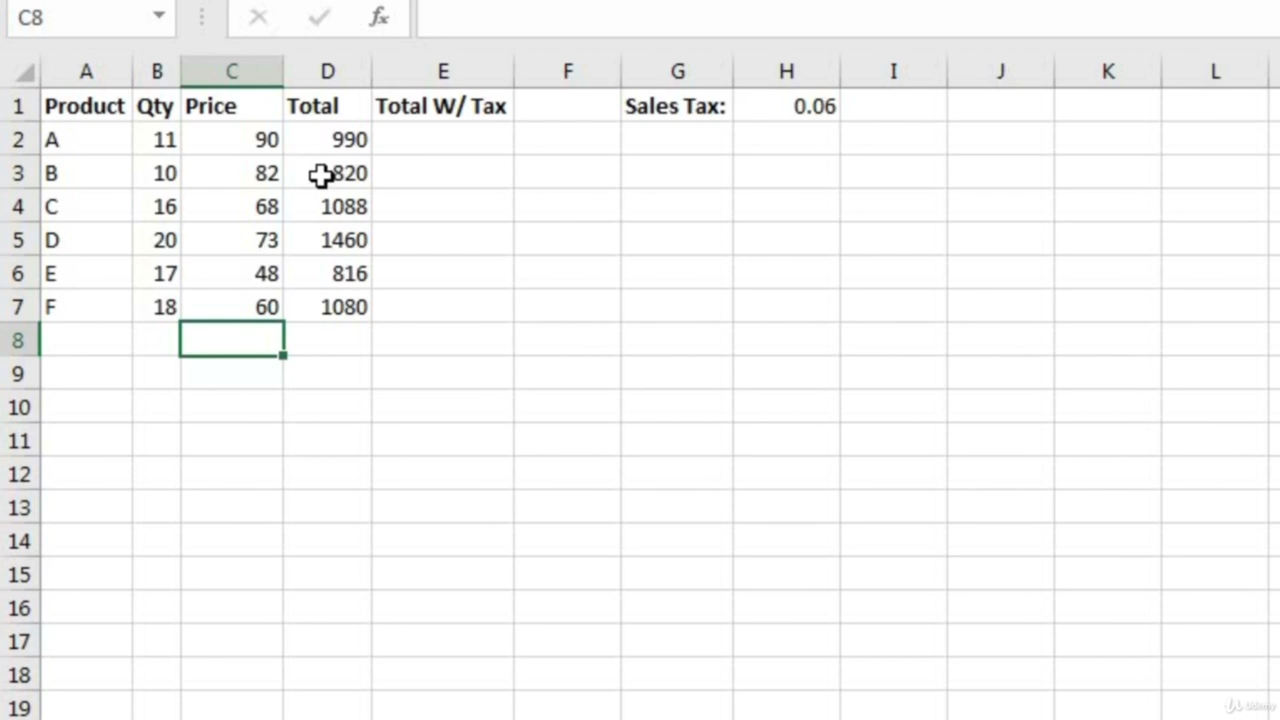 C8 fx
A B C D E F G H I J K L
1 Product Qty Price Total Total W/ Tax Sales Tax: 0.06
2 A 11 90 990
3 B 10 82 820
4 C 16 68 1088
5 D 20 73 1460
6 E 17 48 816
7 F 18 60 1080
8
9
10
11
12
13
14
15
16
17
18
19
Udemy